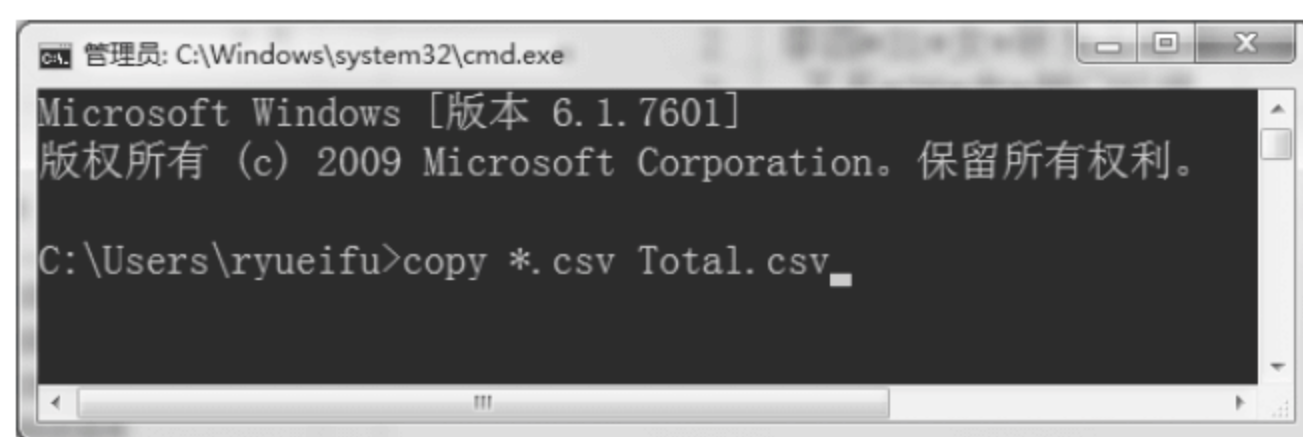 管理员: C:\Windows\system32\cmd.exe
Microsoft Windows [版本 6.1.7601]
版权所有 (c) 2009 Microsoft Corporation。保留所有权利。
C:\Users\ryueifu>copy *.csv Total.csv